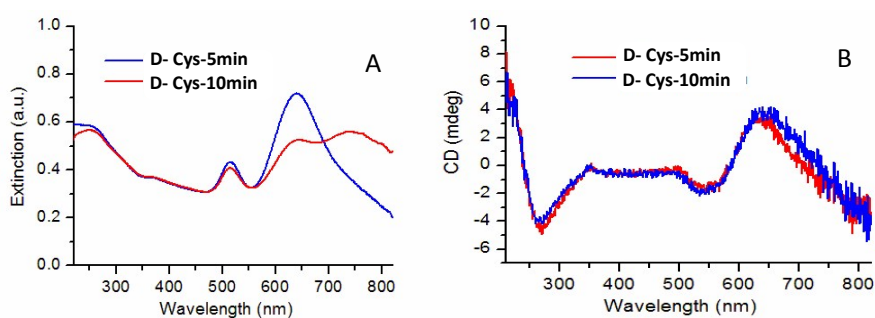 1.0
0.8
0.6
0.4
0.2
0.0
Extinction (a.u.)
D- Cys-5min
D- Cys-10min
A
300 400 500 600 700 800
Wavelength (nm)
10
8
6
4
2
0
-2
-4
-6
CD (mdeg)
D- Cys-5min
D- Cys-10min
B
300 400 500 600 700 800
Wavelength (nm)